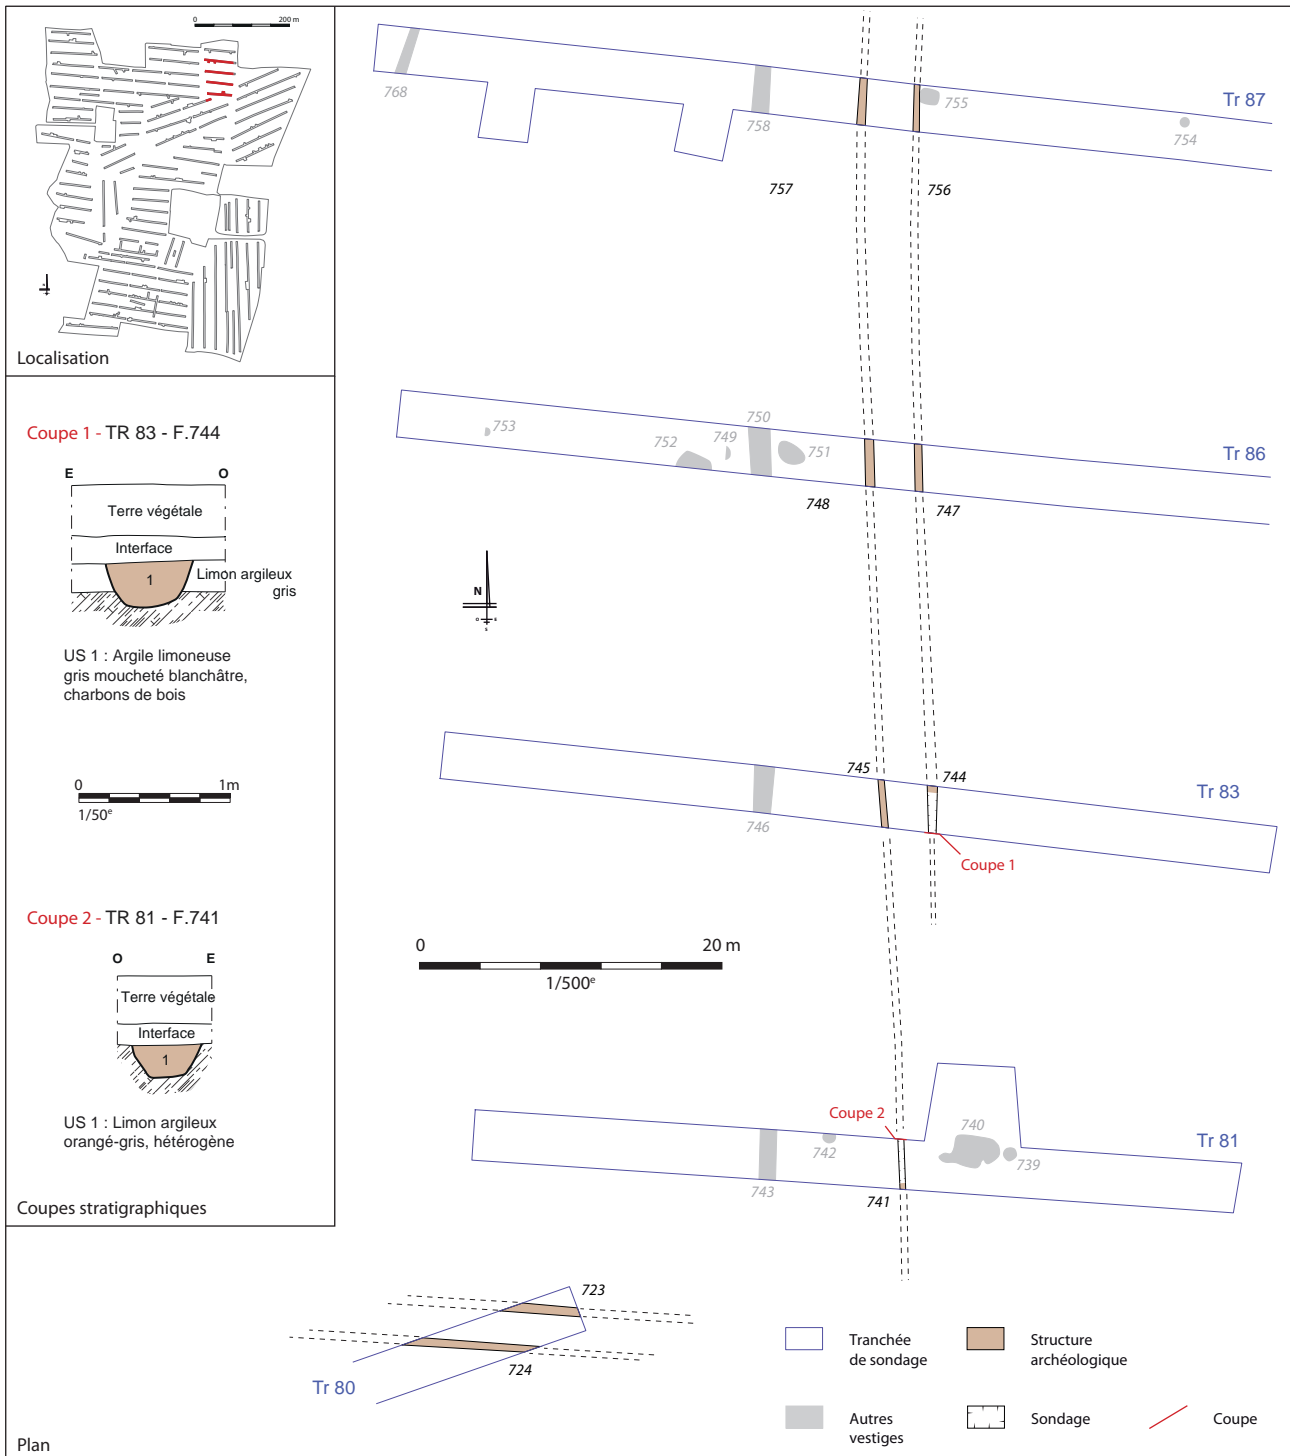 0 200 m
Localisation
Coupe 1 - TR 83 - F.744
E O
Terre végétale
Interface
1
Limon argileux
gris
US 1 : Argile limoneuse
gris moucheté blanchâtre,
charbons de bois
0 1m
1/50e
Coupe 2 - TR 81 - F.741
O E
Terre végétale
Interface
1
US 1 : Limon argileux
orangé-gris, hétérogène
Coupes stratigraphiques
768
758
755
754
Tr 87
757
756
753
752
749
750
751
Tr 86
748
747
N
O E
S
745
744
Tr 83
746
Coupe 1
0 20 m
1/500e
Coupe 2
740
Tr 81
742
739
743
741
723
724
Tr 80
Tranchée
de sondage
Structure
archéologique
Autres
vestiges
Sondage
Coupe
Plan